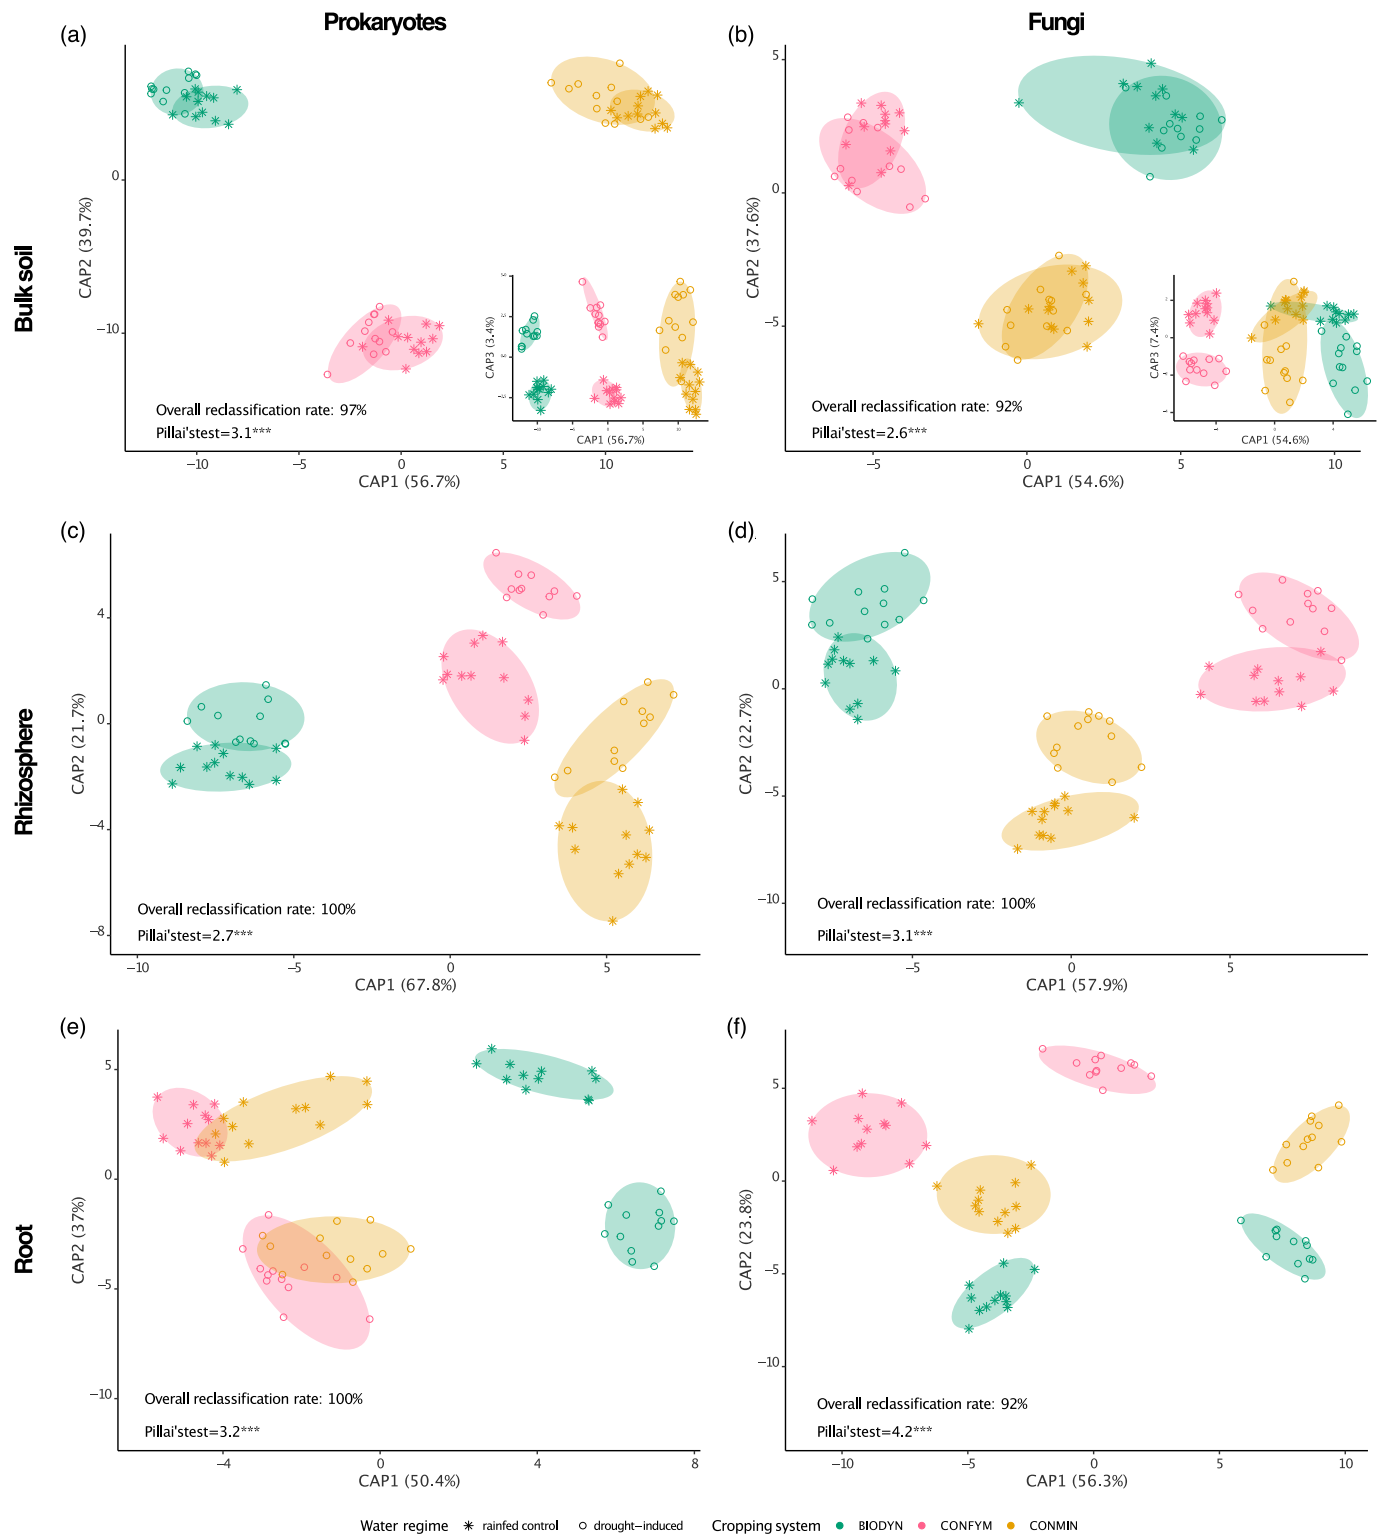 Prokaryotes
Fungi
Bulk soil
Rhizosphere
Root
(a)
CAP2 (39.7%)
0
−10
Overall reclassification rate: 97%
Pillai'stest=3.1***
−10
−5
0
5
10
CAP1 (56.7%)
CAP3 (3.4%)
CAP1 (56.7%)
(b)
CAP2 (37.6%)
5
0
−5
Overall reclassification rate: 92%
Pillai'stest=2.6***
−5
0
5
10
CAP1 (54.6%)
CAP3 (7.4%)
CAP1 (54.6%)
(c)
CAP2 (21.7%)
4
0
−4
−8
Overall reclassification rate: 100%
Pillai'stest=2.7***
−10
−5
0
5
CAP1 (67.8%)
(d)
CAP2 (22.7%)
5
0
−5
−10
Overall reclassification rate: 100%
Pillai'stest=3.1***
−5
0
5
CAP1 (57.9%)
(e)
CAP2 (37%)
5
0
−5
−10
Overall reclassification rate: 100%
Pillai'stest=3.2***
−4
0
4
8
CAP1 (50.4%)
(f)
CAP2 (23.8%)
5
0
−5
−10
Overall reclassification rate: 92%
Pillai'stest=4.2***
−10
−5
0
5
10
CAP1 (56.3%)
Water regime rainfed control drought−induced Cropping system BIODYN CONFYM CONMIN